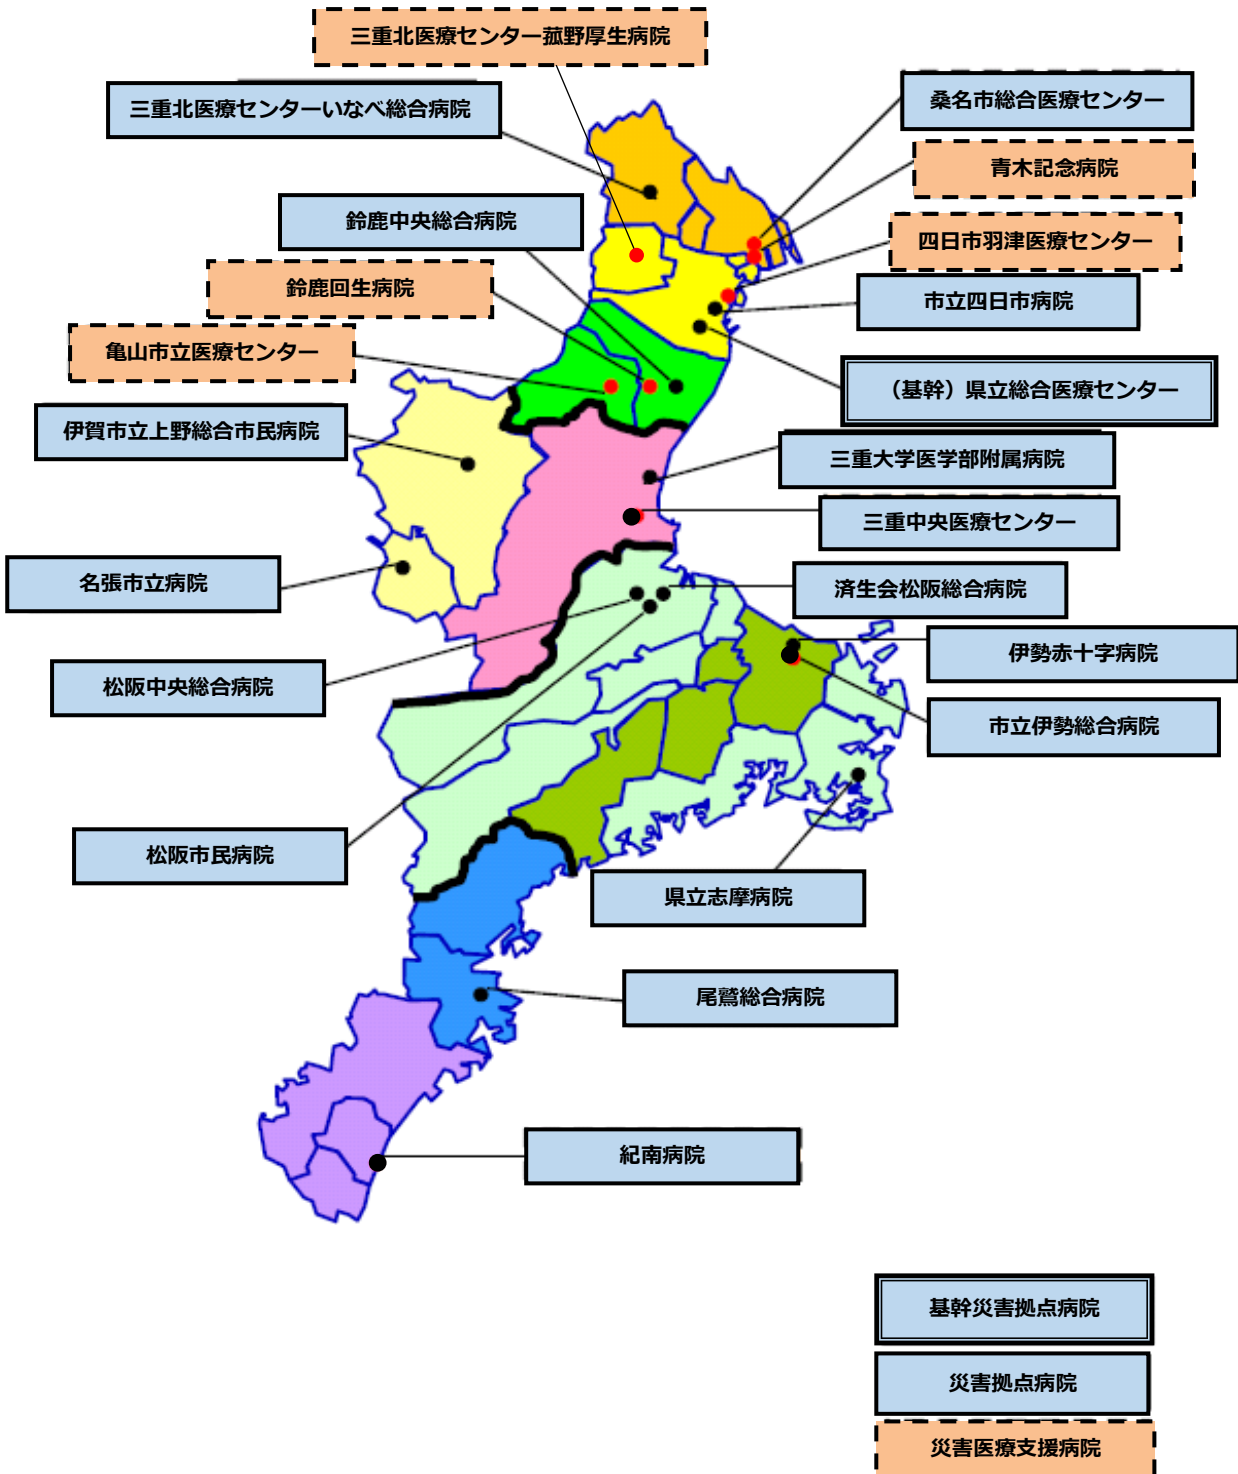 三重北医療センター菰野厚生病院
三重北医療センターいなべ総合病院
桑名市総合医療センター
青木記念病院
鈴鹿中央総合病院
四日市羽津医療センター
鈴鹿回生病院
市立四日市病院
亀山市立医療センター
（基幹）県立総合医療センター
伊賀市立上野総合市民病院
三重大学医学部附属病院
三重中央医療センター
名張市立病院
済生会松阪総合病院
伊勢赤十字病院
松阪中央総合病院
市立伊勢総合病院
松阪市民病院
県立志摩病院
尾鷲総合病院
紀南病院
基幹災害拠点病院
災害拠点病院
災害医療支援病院